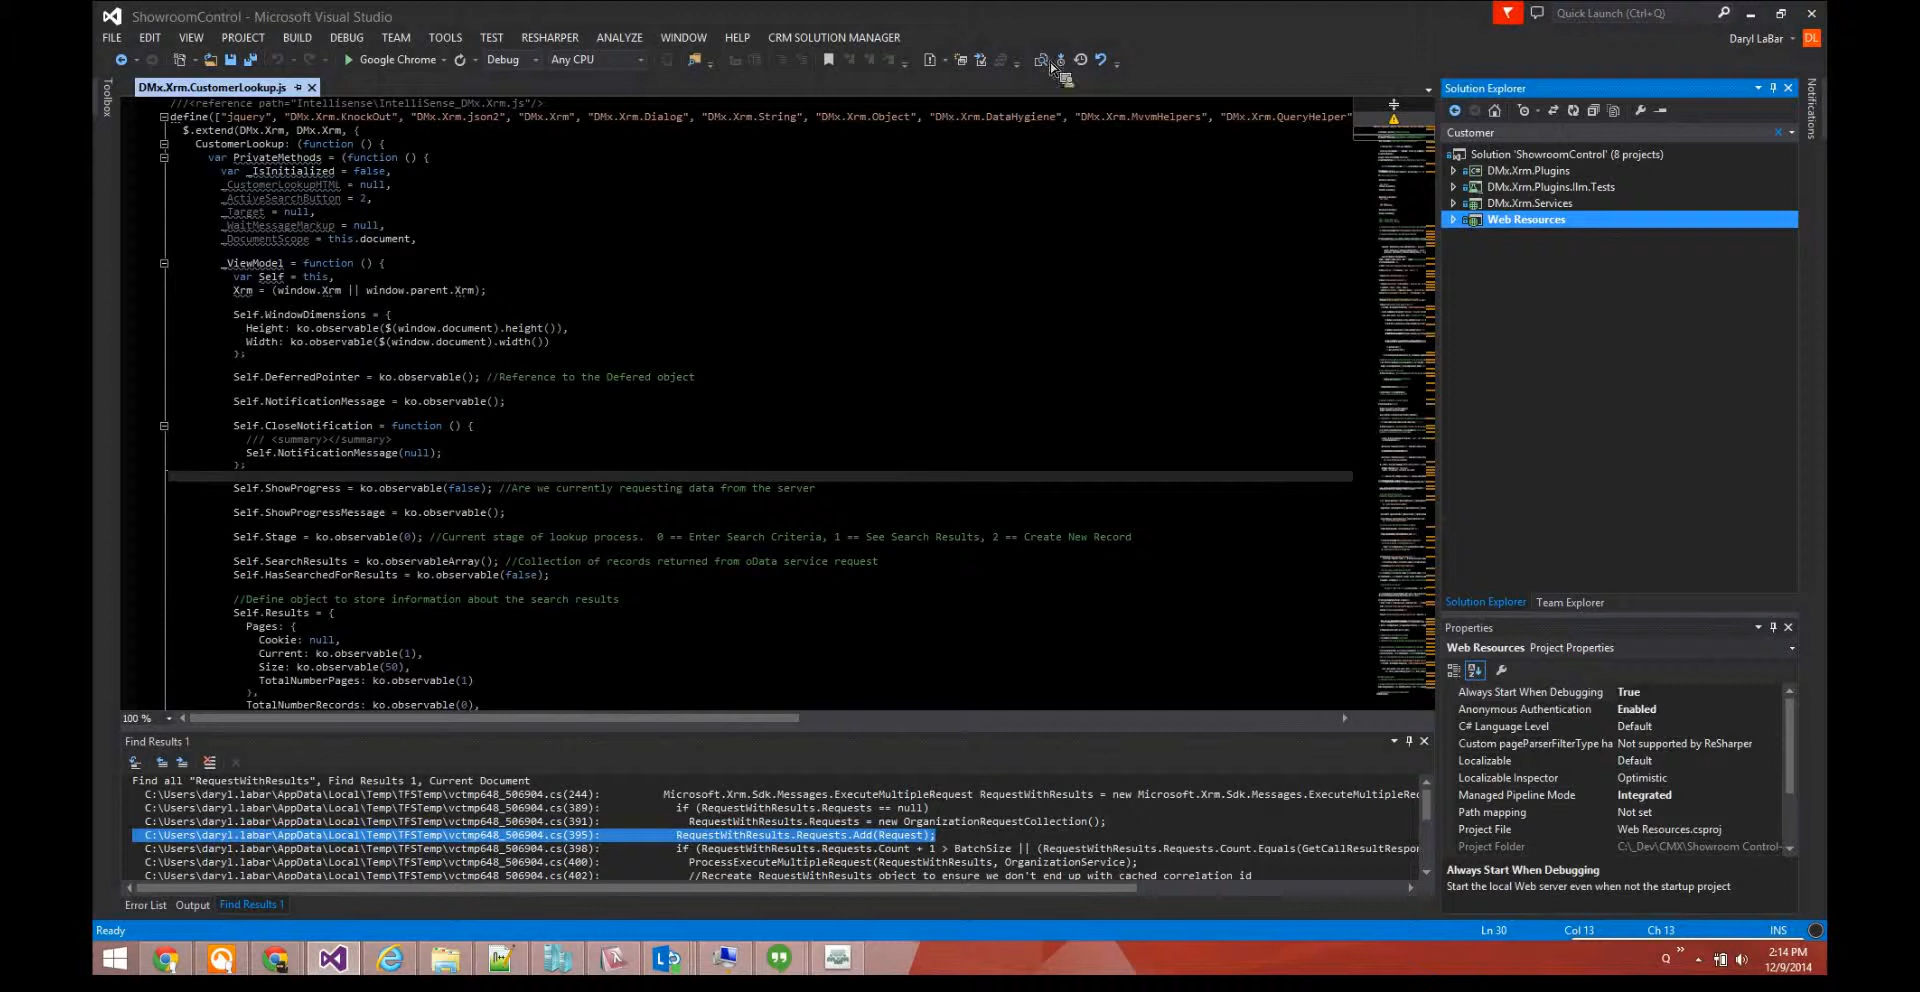 ShowroomControl - Microsoft Visual Studio
Quick Launch (Ctrl+Q)
FILE EDIT VIEW PROJECT BUILD DEBUG TEAM TOOLS TEST RESHARPER ANALYZE WINDOW HELP CRM SOLUTION MANAGER
Daryl LaBar DL
Google Chrome Debug Any CPU
Toolbox
DMx.Xrm.CustomerLookup.js
///<reference path="Intellisense\IntelliSense_DMx.Xrm.js"/>
define(["jquery", "DMx.Xrm.KnockOut", "DMx.Xrm.json2", "DMx.Xrm", "DMx.Xrm.Dialog", "DMx.Xrm.String", "DMx.Xrm.Object", "DMx.Xrm.DataHygiene", "DMx.Xrm.MvvmHelpers", "DMx.Xrm.QueryHelper"
$.extend(DMx.Xrm, DMx.Xrm, {
CustomerLookup: (function () {
var PrivateMethods = (function () {
var _IsInitialized = false,
_CustomerLookupHTML = null,
_ActiveSearchButton = 2,
_Target = null,
_WaitMessageMarkup = null,
_DocumentScope = this.document,
_ViewModel = function () {
var Self = this,
Xrm = (window.Xrm || window.parent.Xrm);
Self.WindowDimensions = {
Height: ko.observable($(window.document).height()),
Width: ko.observable($(window.document).width())
};
Self.DeferredPointer = ko.observable(); //Reference to the Defered object
Self.NotificationMessage = ko.observable();
Self.CloseNotification = function () {
/// <summary></summary>
Self.NotificationMessage(null);
};
Self.ShowProgress = ko.observable(false); //Are we currently requesting data from the server
Self.ShowProgressMessage = ko.observable();
Self.Stage = ko.observable(0); //Current stage of lookup process.  0 == Enter Search Criteria, 1 == See Search Results, 2 == Create New Record
Self.SearchResults = ko.observableArray(); //Collection of records returned from oData service request
Self.HasSearchedForResults = ko.observable(false);
//Define object to store information about the search results
Self.Results = {
Pages: {
Cookie: null,
Current: ko.observable(1),
Size: ko.observable(50),
TotalNumberPages: ko.observable(1)
},
TotalNumberRecords: ko.observable(0),
100 %
Solution Explorer
Customer
Solution 'ShowroomControl' (8 projects)
DMx.Xrm.Plugins
DMx.Xrm.Plugins.llm.Tests
DMx.Xrm.Services
Web Resources
Solution Explorer Team Explorer
Notifications
Properties
Web Resources Project Properties
Always Start When Debugging True
Anonymous Authentication Enabled
C# Language Level Default
Custom pageParserFilterType ha Not supported by ReSharper
Localizable Default
Localizable Inspector Optimistic
Managed Pipeline Mode Integrated
Path mapping Not set
Project File Web Resources.csproj
Project Folder C:\_Dev\CMX\Showroom Control-
Always Start When Debugging
Start the local Web server even when not the startup project
Find Results 1
Find all "RequestWithResults", Find Results 1, Current Document
C:\Users\daryl.labar\AppData\Local\Temp\TFSTemp\vctmp648_506904.cs(244): Microsoft.Xrm.Sdk.Messages.ExecuteMultipleRequest RequestWithResults = new Microsoft.Xrm.Sdk.Messages.ExecuteMultipleRec
C:\Users\daryl.labar\AppData\Local\Temp\TFSTemp\vctmp648_506904.cs(389): if (RequestWithResults.Requests == null)
C:\Users\daryl.labar\AppData\Local\Temp\TFSTemp\vctmp648_506904.cs(391): RequestWithResults.Requests = new OrganizationRequestCollection();
C:\Users\daryl.labar\AppData\Local\Temp\TFSTemp\vctmp648_506904.cs(395): RequestWithResults.Requests.Add(Request);
C:\Users\daryl.labar\AppData\Local\Temp\TFSTemp\vctmp648_506904.cs(398): if (RequestWithResults.Requests.Count + 1 > BatchSize || (RequestWithResults.Requests.Count.Equals(GetCallResultRespor
C:\Users\daryl.labar\AppData\Local\Temp\TFSTemp\vctmp648_506904.cs(400): ProcessExecuteMultipleRequest(RequestWithResults, OrganizationService);
C:\Users\daryl.labar\AppData\Local\Temp\TFSTemp\vctmp648_506904.cs(402): //Recreate RequestWithResults object to ensure we don't end up with cached correlation id
Error List Output Find Results 1
Ready Ln 30 Col 13 Ch 13 INS
2:14 PM
12/9/2014